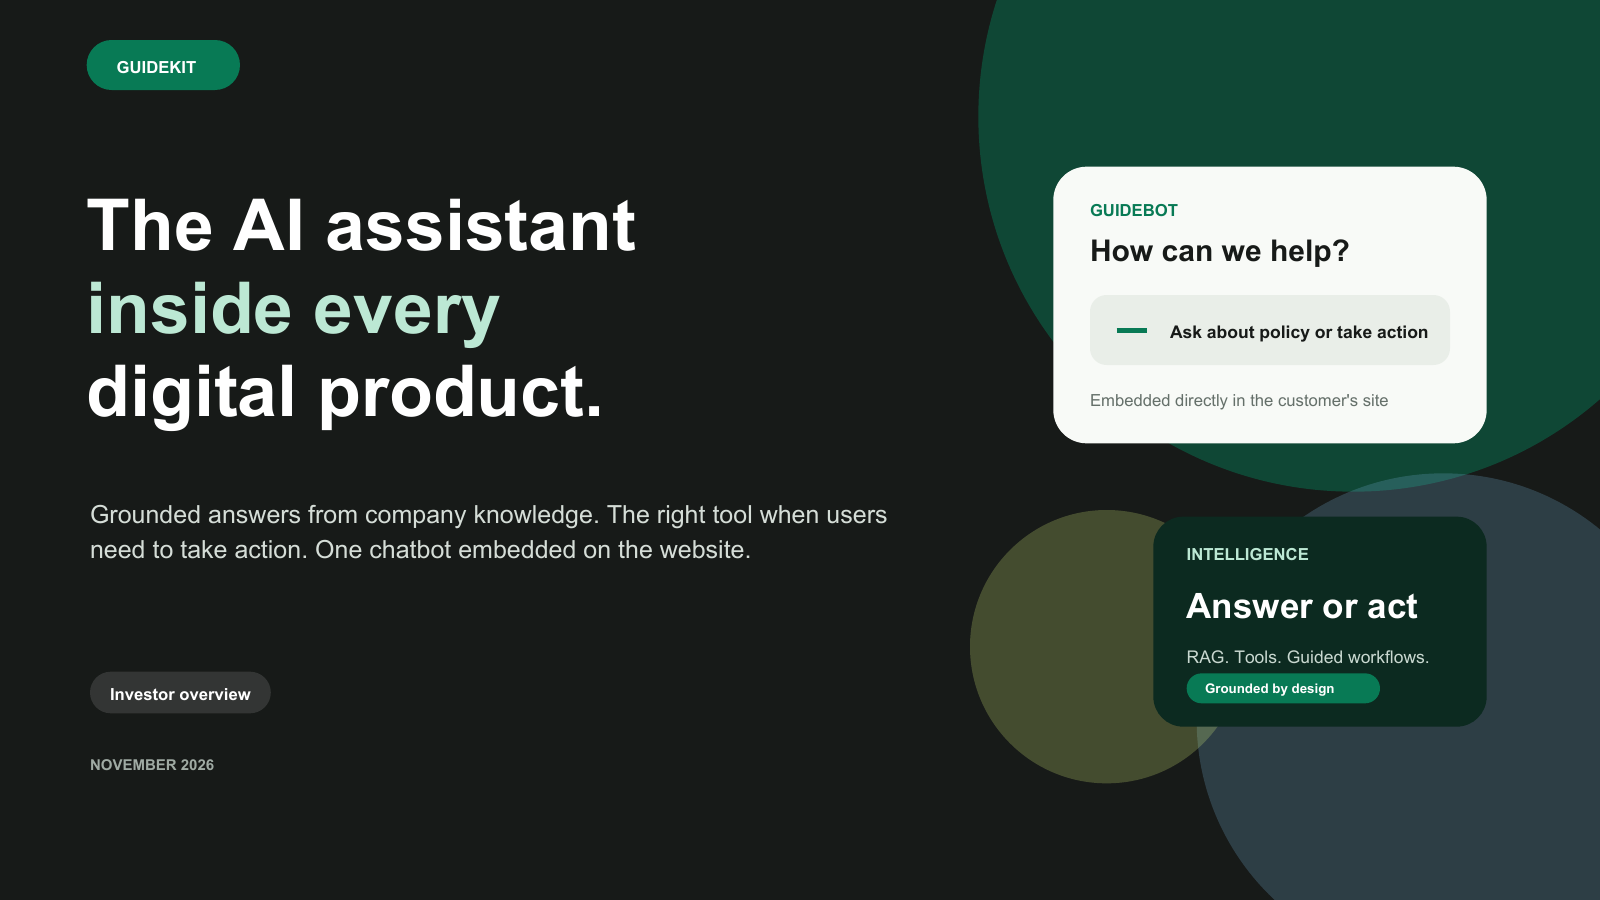 GUIDEKIT
The AI assistant
inside every
digital product.
Grounded answers from company knowledge. The right tool when users
need to take action. One chatbot embedded on the website.
Investor overview
NOVEMBER 2026
GUIDEBOT
How can we help?
Ask about policy or take action
Embedded directly in the customer's site
INTELLIGENCE
Answer or act
RAG. Tools. Guided workflows.
Grounded by design